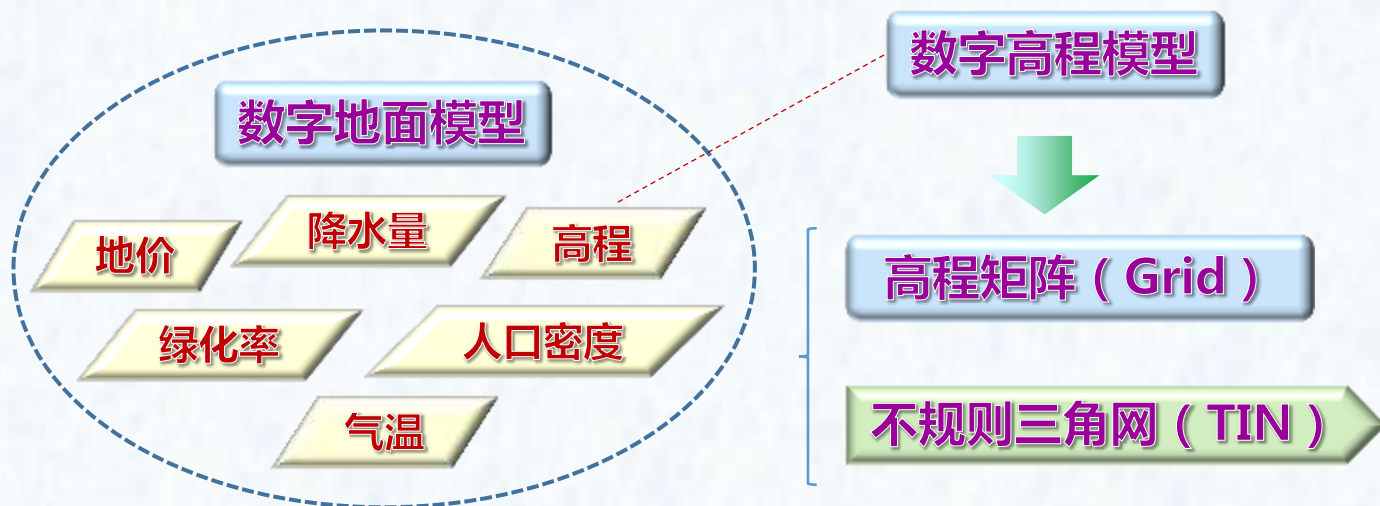 数字高程模型
数字地面模型
地价
降水量
高程
绿化率
人口密度
气温
高程矩阵（Grid）
不规则三角网（TIN）